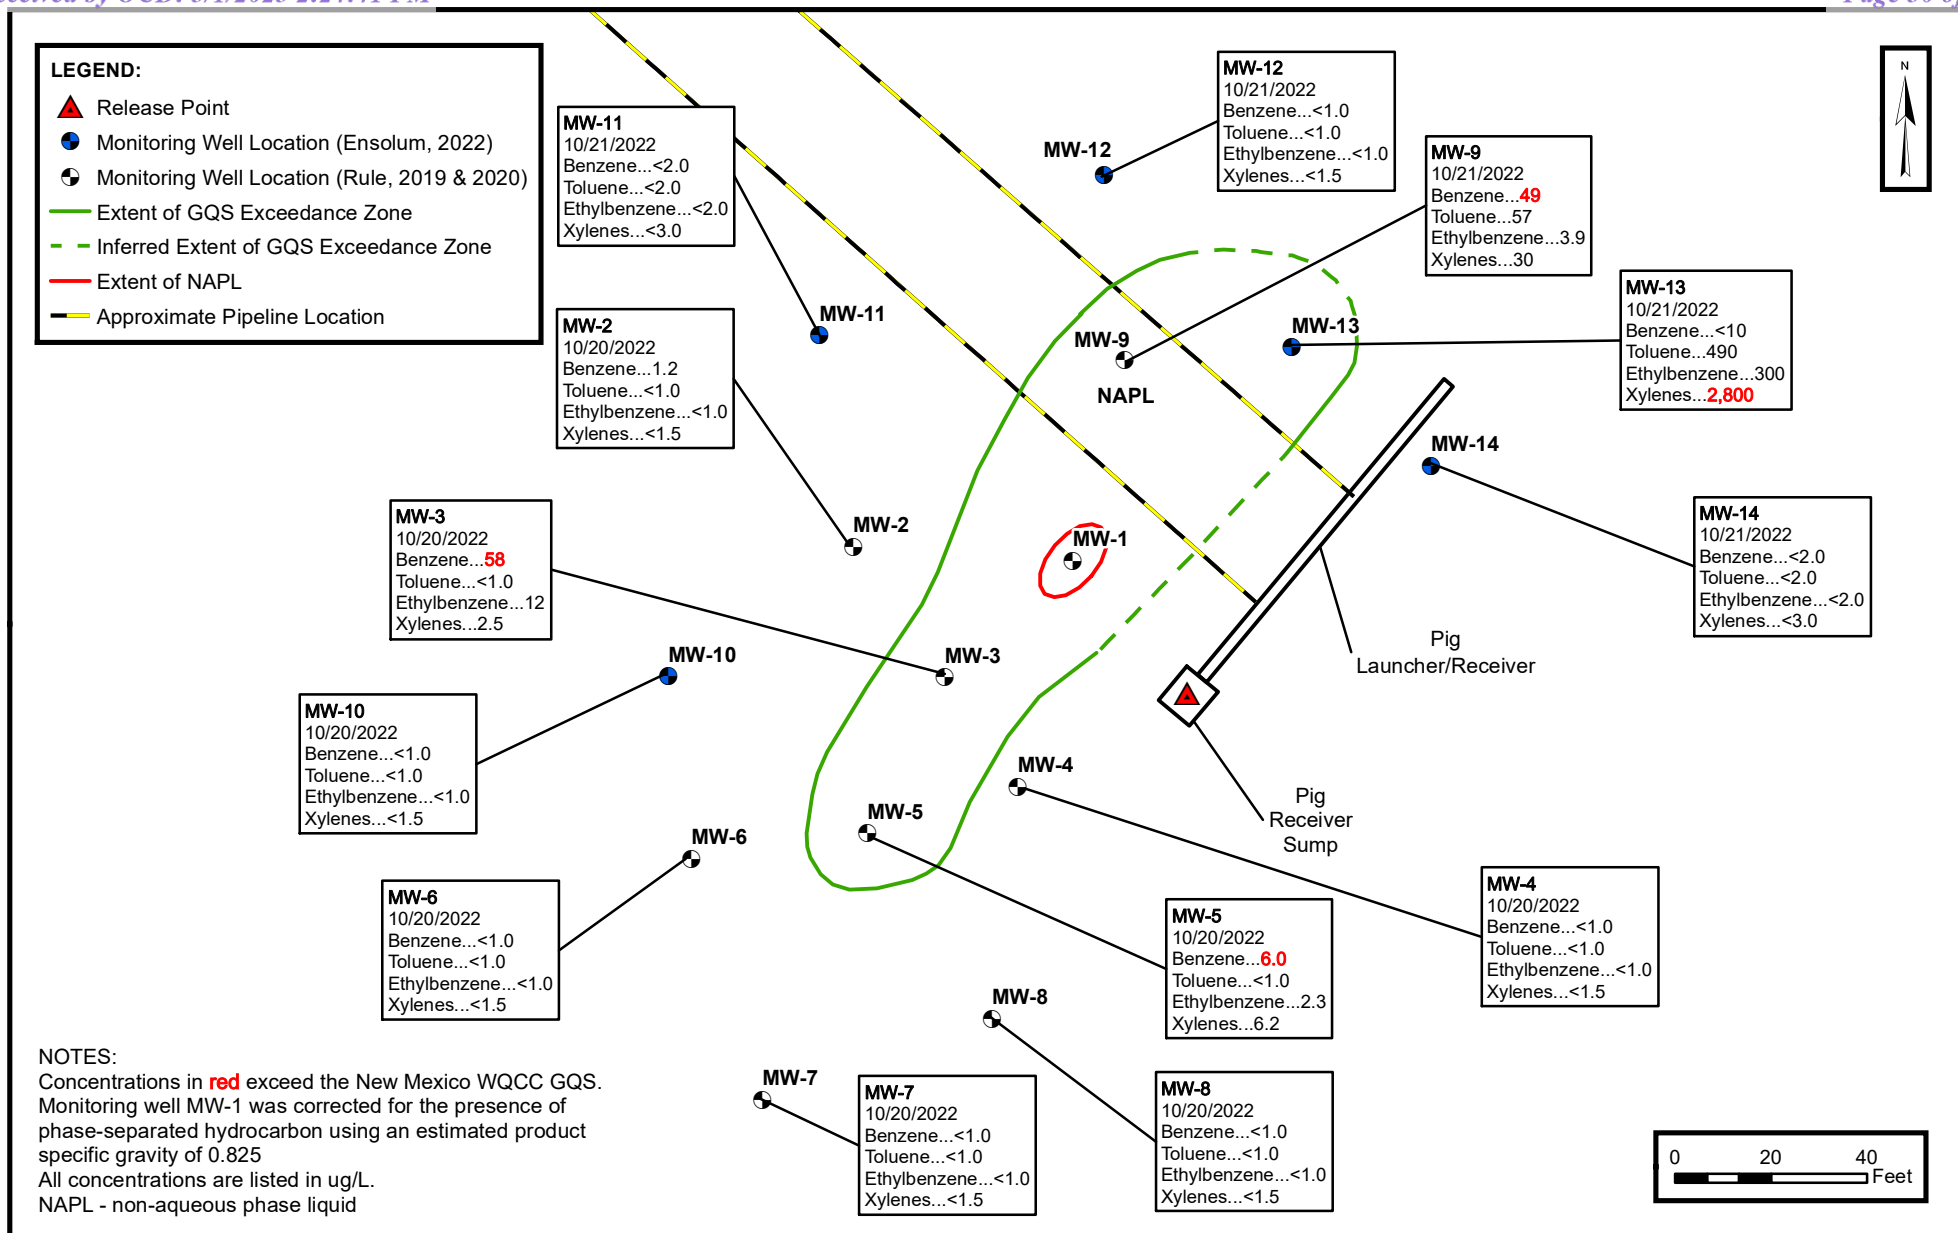 LEGEND:
Release Point
Monitoring Well Location (Ensolum, 2022)
Monitoring Well Location (Rule, 2019 & 2020)
Extent of GQS Exceedance Zone
Inferred Extent of GQS Exceedance Zone
Extent of NAPL
Approximate Pipeline Location
MW-11
10/21/2022
Benzene...<2.0
Toluene...<2.0
Ethylbenzene...<2.0
Xylenes...<3.0
MW-12
10/21/2022
Benzene...<1.0
Toluene...<1.0
Ethylbenzene...<1.0
Xylenes...<1.5
MW-12
MW-9
10/21/2022
Benzene...49
Toluene...57
Ethylbenzene...3.9
Xylenes...30
N
MW-13
10/21/2022
Benzene...<10
Toluene...490
Ethylbenzene...300
Xylenes...2,800
MW-2
10/20/2022
Benzene...1.2
Toluene...<1.0
Ethylbenzene...<1.0
Xylenes...<1.5
MW-11
MW-9
NAPL
MW-13
MW-14
MW-14
10/21/2022
Benzene...<2.0
Toluene...<2.0
Ethylbenzene...<2.0
Xylenes...<3.0
MW-3
10/20/2022
Benzene...58
Toluene...<1.0
Ethylbenzene...12
Xylenes...2.5
MW-2
MW-1
MW-3
MW-10
Pig
Launcher/Receiver
MW-10
10/20/2022
Benzene...<1.0
Toluene...<1.0
Ethylbenzene...<1.0
Xylenes...<1.5
MW-4
MW-5
MW-6
Pig
Receiver
Sump
MW-6
10/20/2022
Benzene...<1.0
Toluene...<1.0
Ethylbenzene...<1.0
Xylenes...<1.5
MW-5
10/20/2022
Benzene...6.0
Toluene...<1.0
Ethylbenzene...2.3
Xylenes...6.2
MW-4
10/20/2022
Benzene...<1.0
Toluene...<1.0
Ethylbenzene...<1.0
Xylenes...<1.5
MW-8
MW-7
MW-7
10/20/2022
Benzene...<1.0
Toluene...<1.0
Ethylbenzene...<1.0
Xylenes...<1.5
MW-8
10/20/2022
Benzene...<1.0
Toluene...<1.0
Ethylbenzene...<1.0
Xylenes...<1.5
NOTES:
Concentrations in red exceed the New Mexico WQCC GQS.
Monitoring well MW-1 was corrected for the presence of
phase-separated hydrocarbon using an estimated product
specific gravity of 0.825
All concentrations are listed in ug/L.
NAPL - non-aqueous phase liquid
0 20 40
Feet